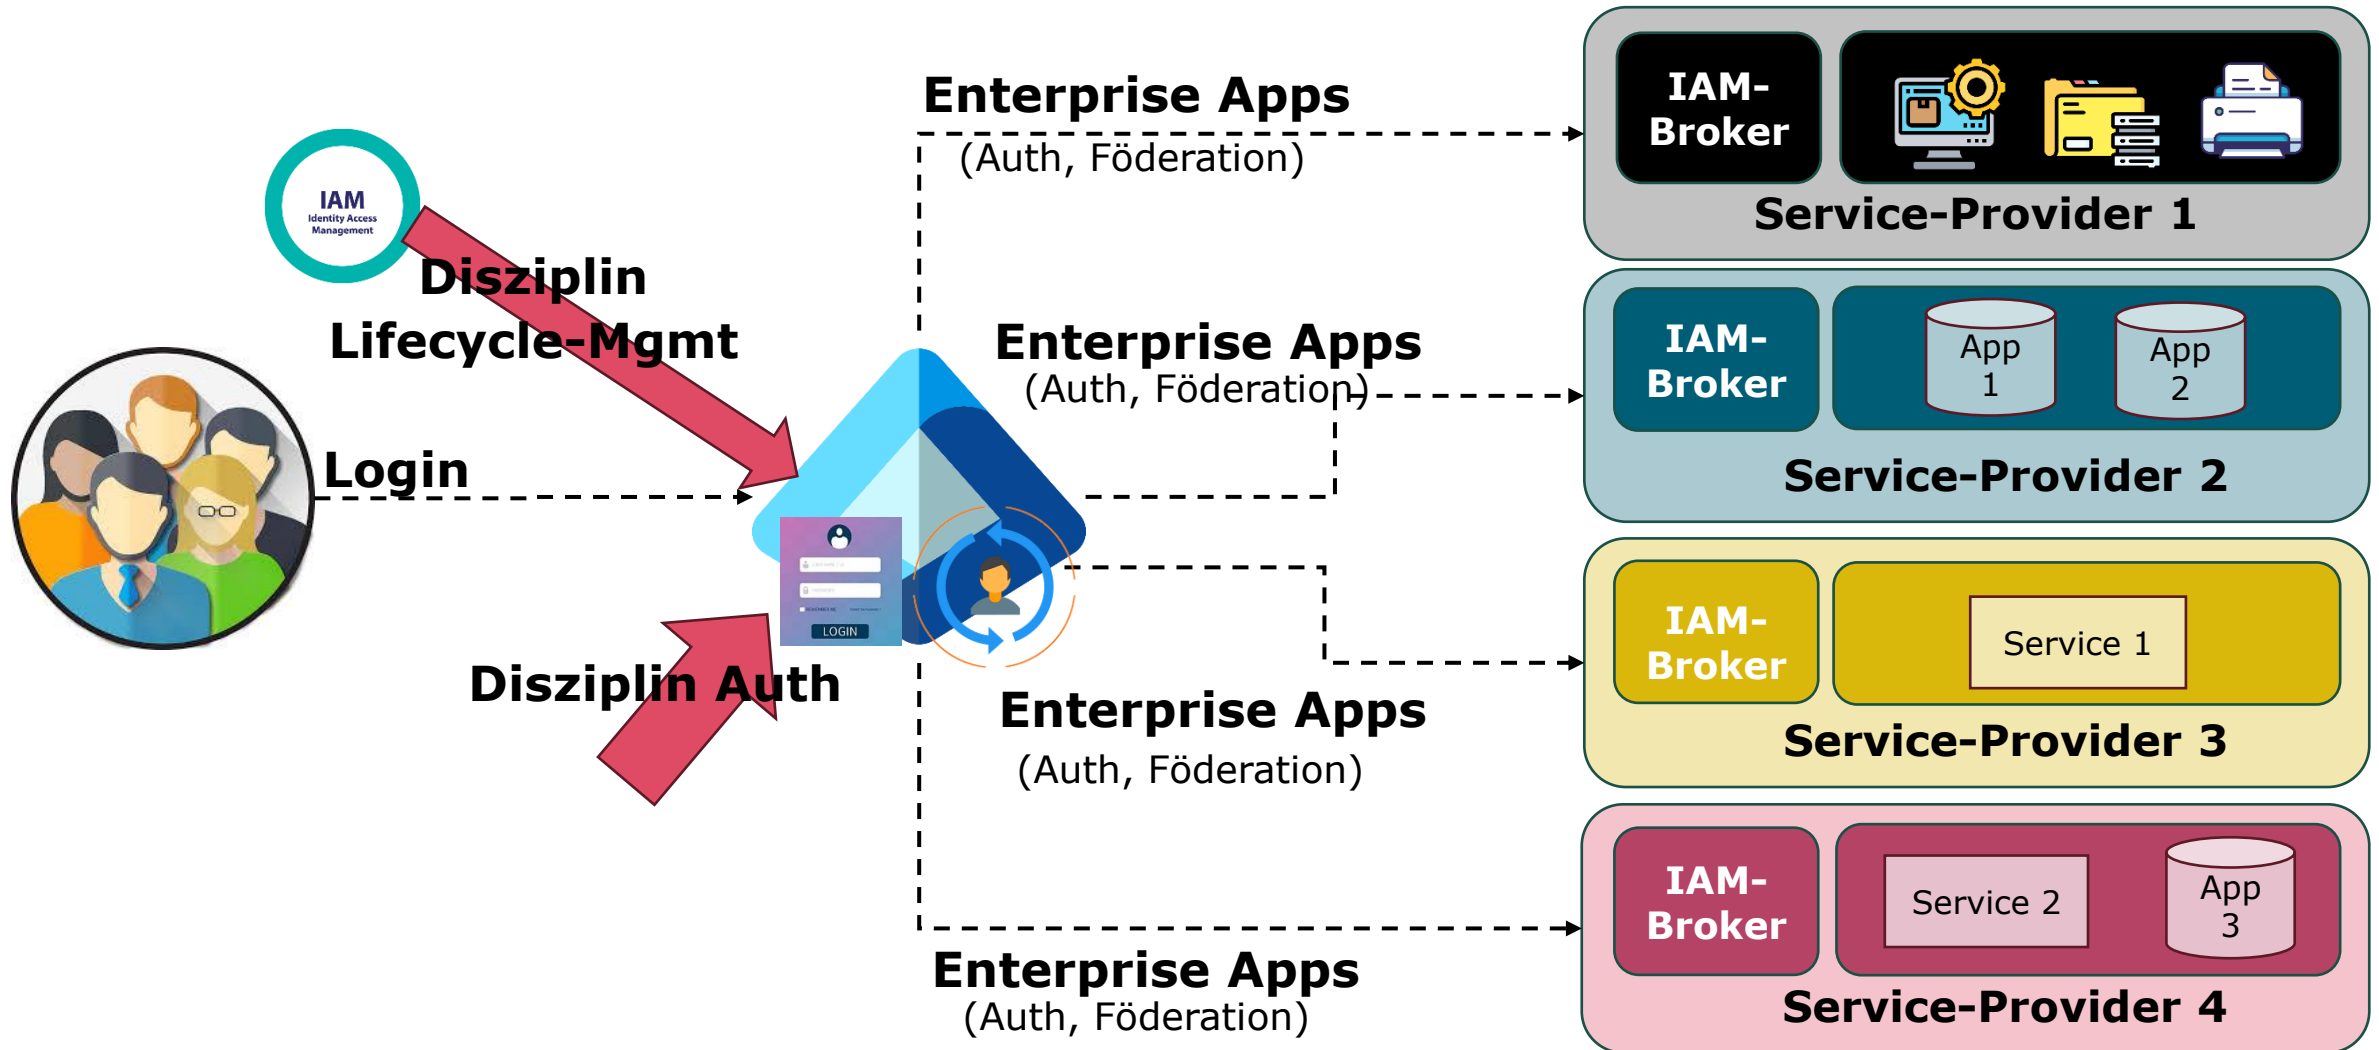 Enterprise Apps
(Auth, Föderation)
IAM-
Broker
Service-Provider 1
IAM
Identity Access
Management
Disziplin
Lifecycle-Mgmt
Enterprise Apps
(Auth, Föderation)
IAM-
Broker
App
1
App
2
Service-Provider 2
Login
LOGIN
Disziplin Auth
Enterprise Apps
(Auth, Föderation)
IAM-
Broker
Service 1
Service-Provider 3
IAM-
Broker
Service 2
App
3
Service-Provider 4
Enterprise Apps
(Auth, Föderation)